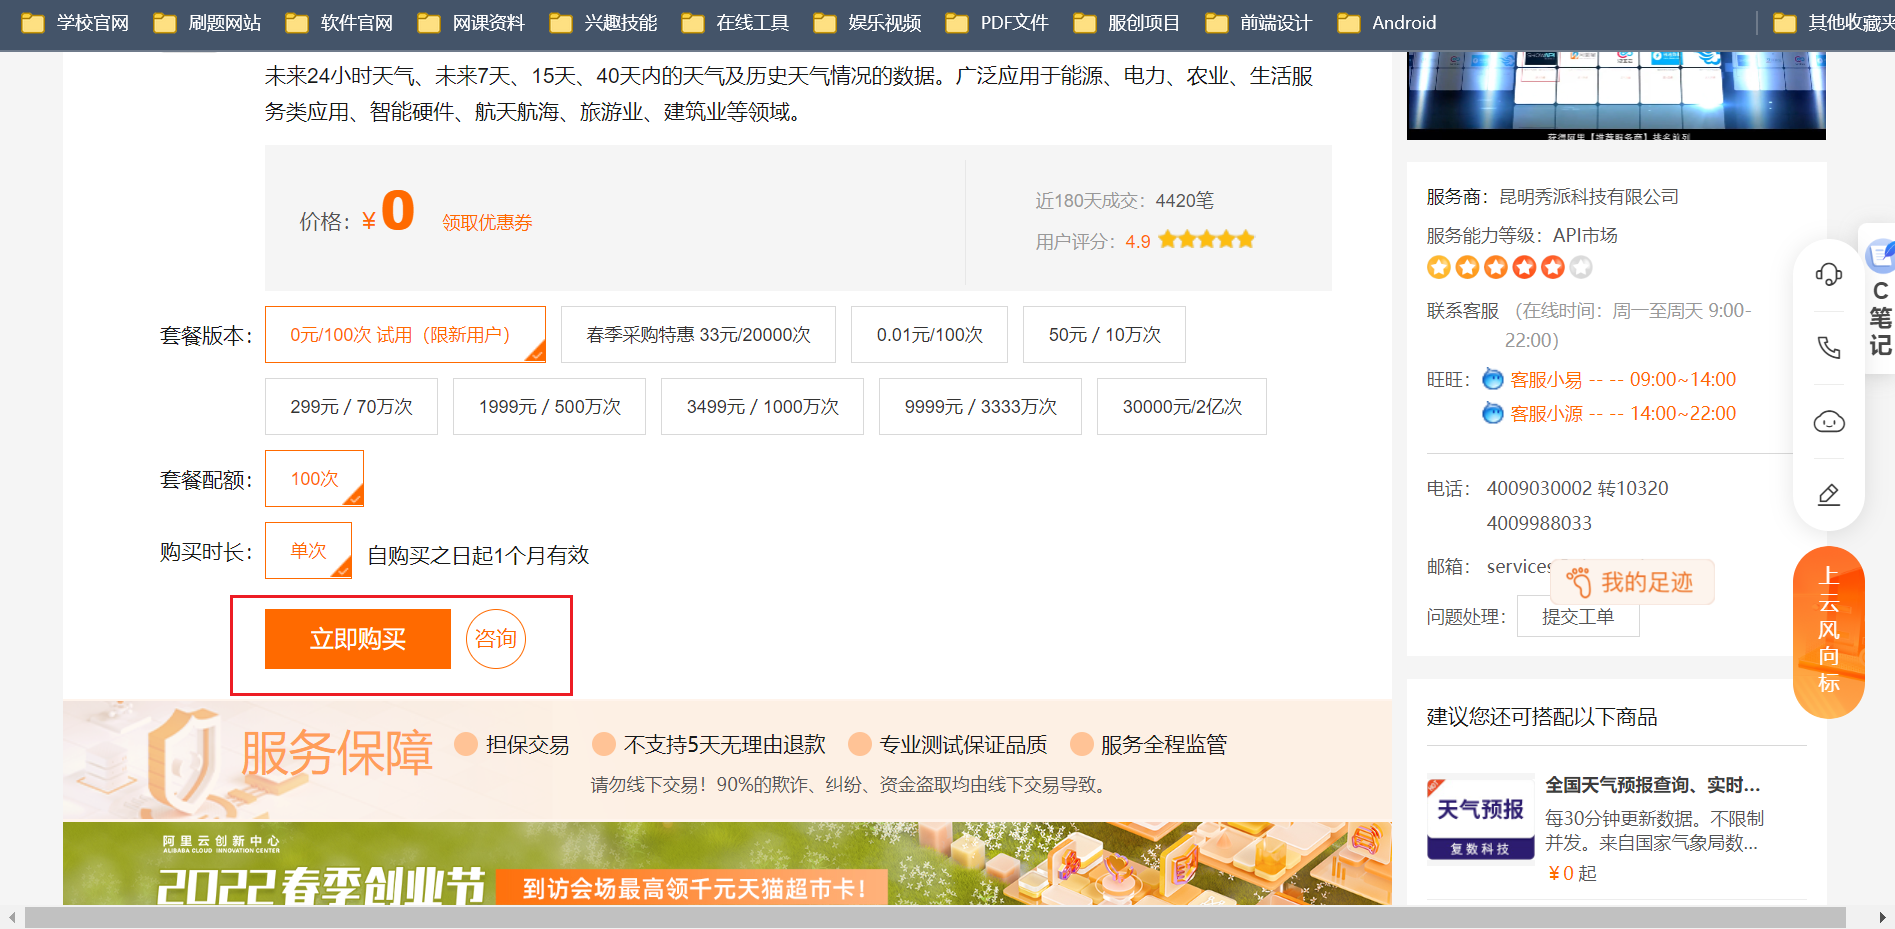 学校官网 刷题网站 软件官网 网课资料 兴趣技能 在线工具 娱乐视频 PDF文件 服创项目 前端设计 Android 其他收藏夹
未来24小时天气、未来7天、15天、40天内的天气及历史天气情况的数据。广泛应用于能源、电力、农业、生活服
务类应用、智能硬件、航天航海、旅游业、建筑业等领域。
价格： ¥0 领取优惠券
近180天成交： 4420笔
用户评分： 4.9
套餐版本： 0元/100次 试用（限新用户） 春季采购特惠 33元/20000次 0.01元/100次 50元 / 10万次
299元 / 70万次 1999元 / 500万次 3499元 / 1000万次 9999元 / 3333万次 30000元/2亿次
套餐配额： 100次
购买时长： 单次 自购买之日起1个月有效
立即购买 咨询
服务保障 担保交易 不支持5天无理由退款 专业测试保证品质 服务全程监管
请勿线下交易！90%的欺诈、纠纷、资金盗取均由线下交易导致。
阿里云创新中心
ALIBABA CLOUD INNOVATION CENTER
2022春季创业节 到访会场最高领千元天猫超市卡！
获得阿里【推荐服务商】排名前列
服务商： 昆明秀派科技有限公司
服务能力等级： API市场
联系客服 （在线时间：周一至周天 9:00-
22:00）
旺旺： 客服小易 -- -- 09:00~14:00
客服小源 -- -- 14:00~22:00
电话： 4009030002 转10320
4009988033
邮箱： services
我的足迹
问题处理： 提交工单
建议您还可搭配以下商品
天气预报
复数科技
HOT
全国天气预报查询、实时...
每30分钟更新数据。不限制
并发。来自国家气象局数...
¥0 起
C
笔
记
上
云
风
向
标